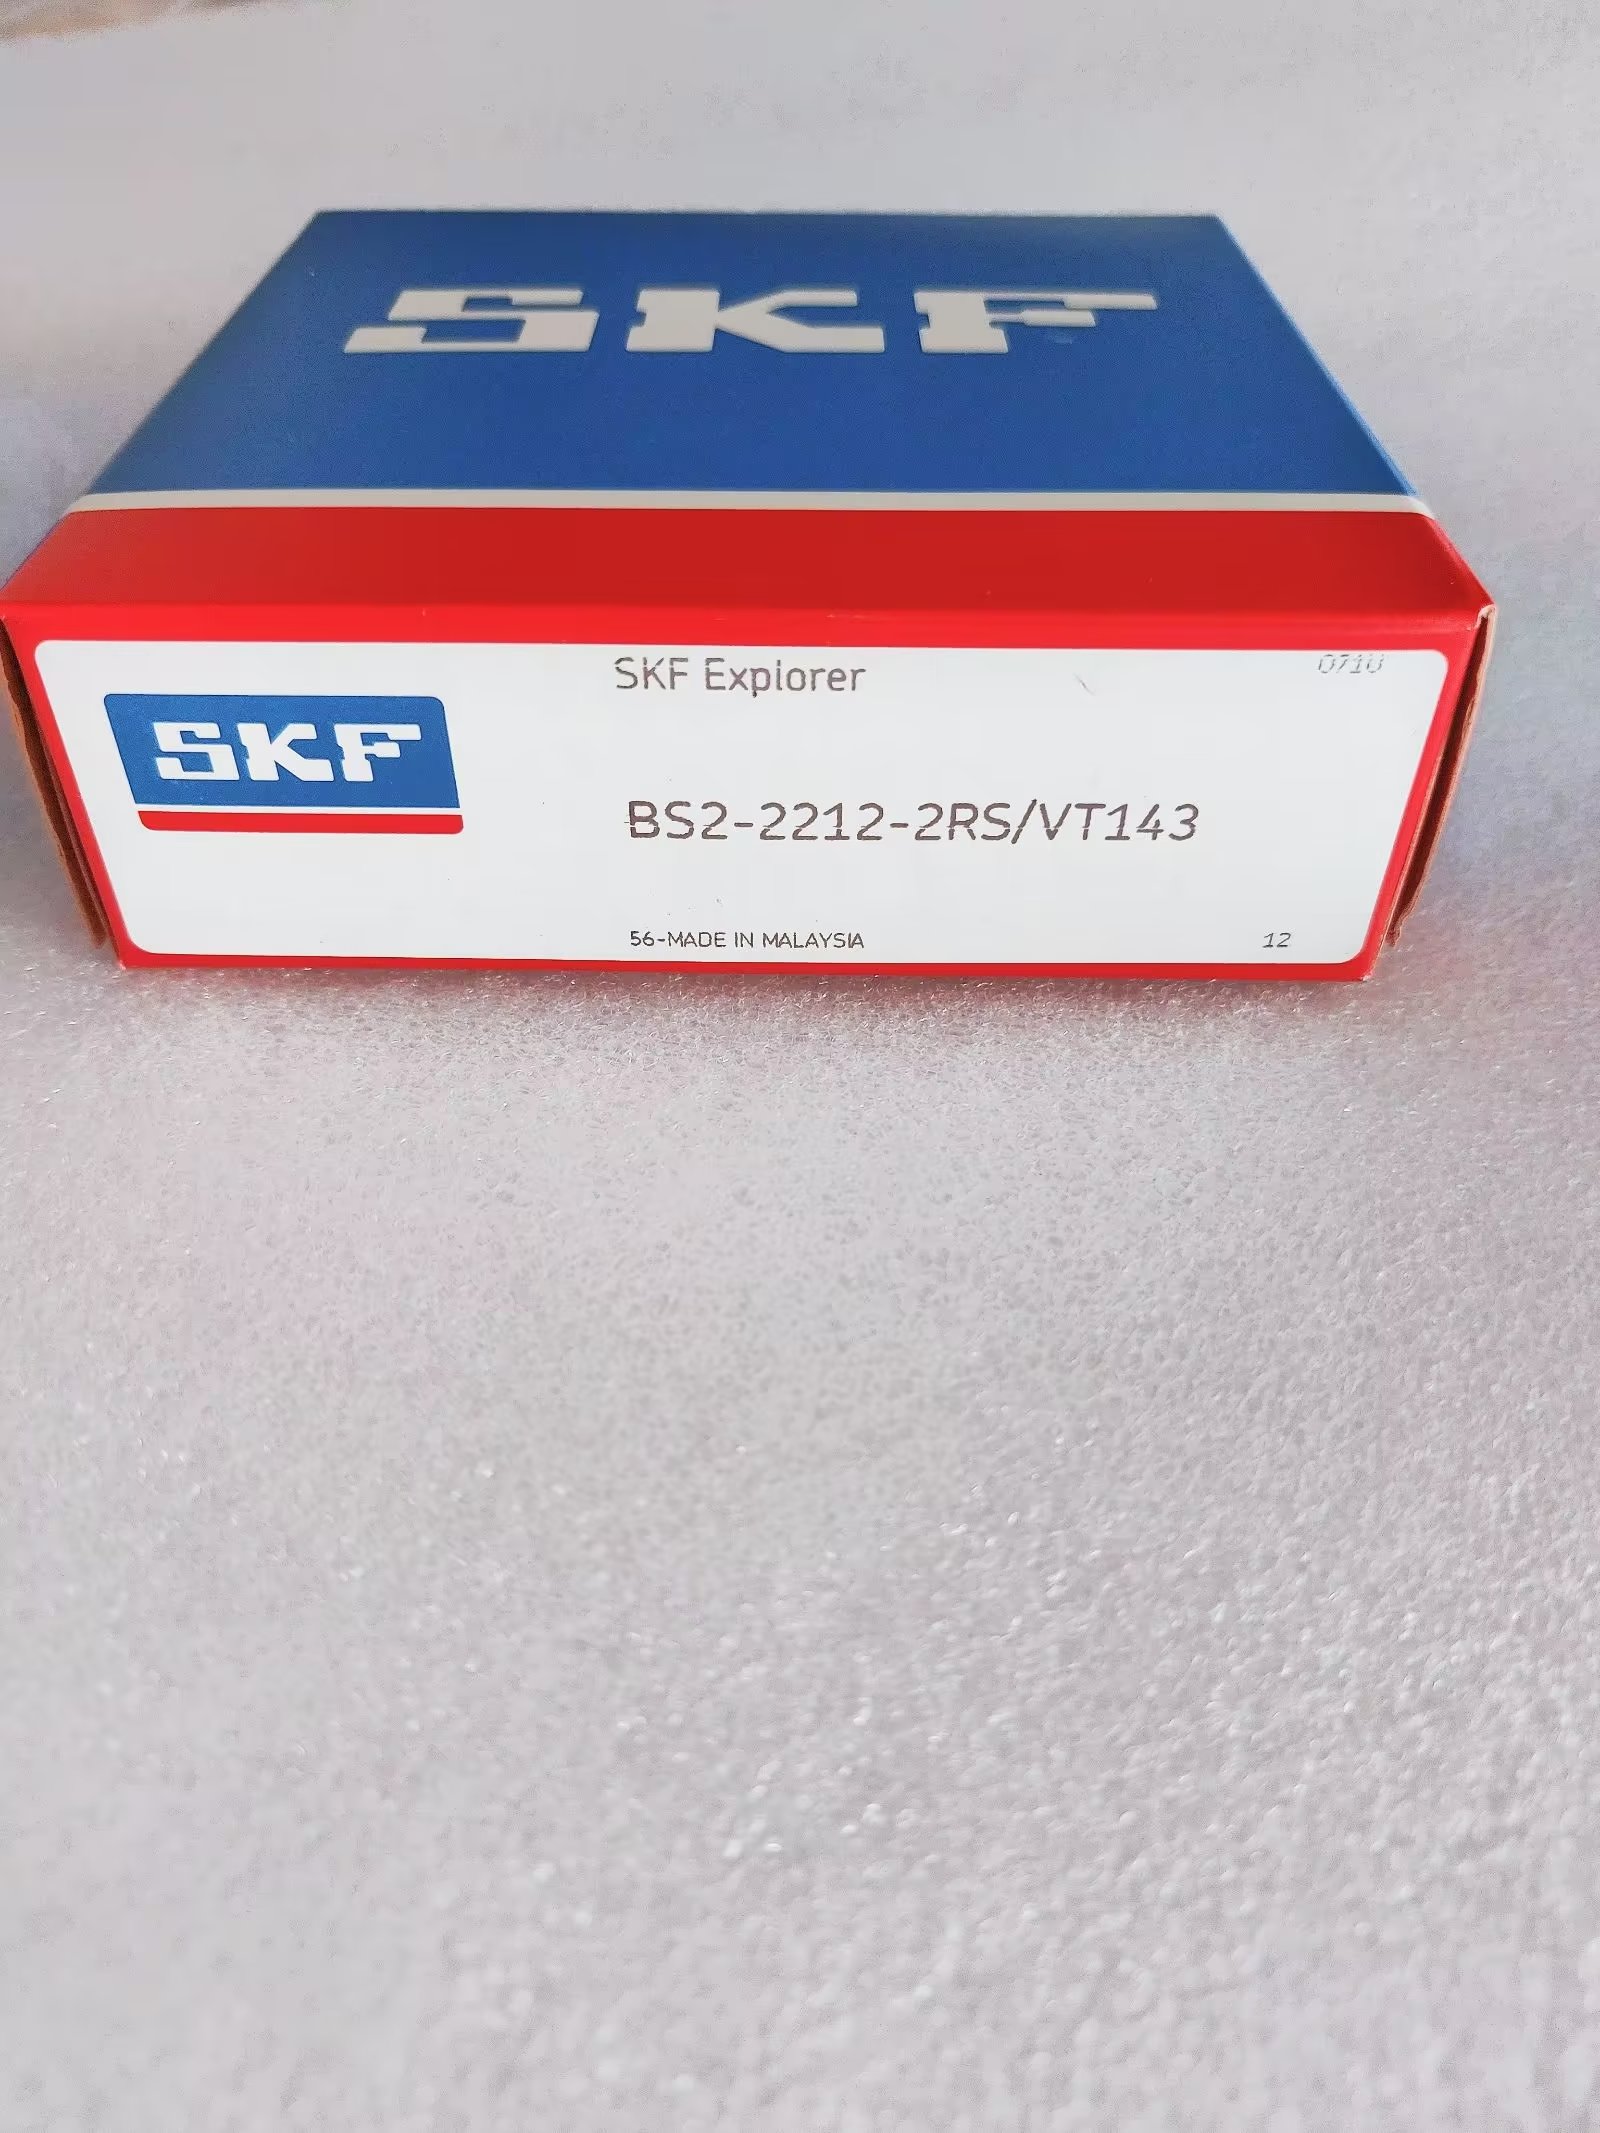 SKF
SKF Explorer
SKF
BS2-2212-2RS/VT143
56-MADE IN MALAYSIA
12